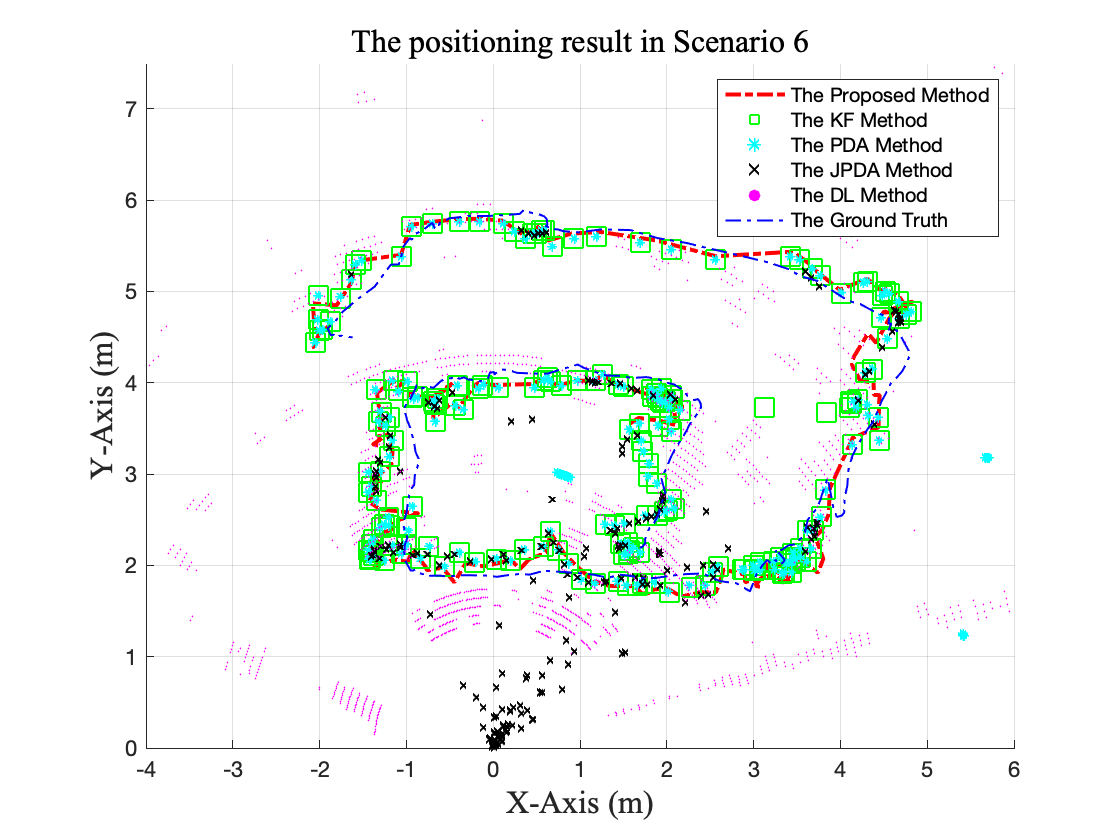 The positioning result in Scenario 6
The Proposed Method
The KF Method
The PDA Method
The JPDA Method
The DL Method
The Ground Truth
7
6
5
4
3
2
1
0
Y-Axis (m)
-4 -3 -2 -1 0 1 2 3 4 5 6
X-Axis (m)